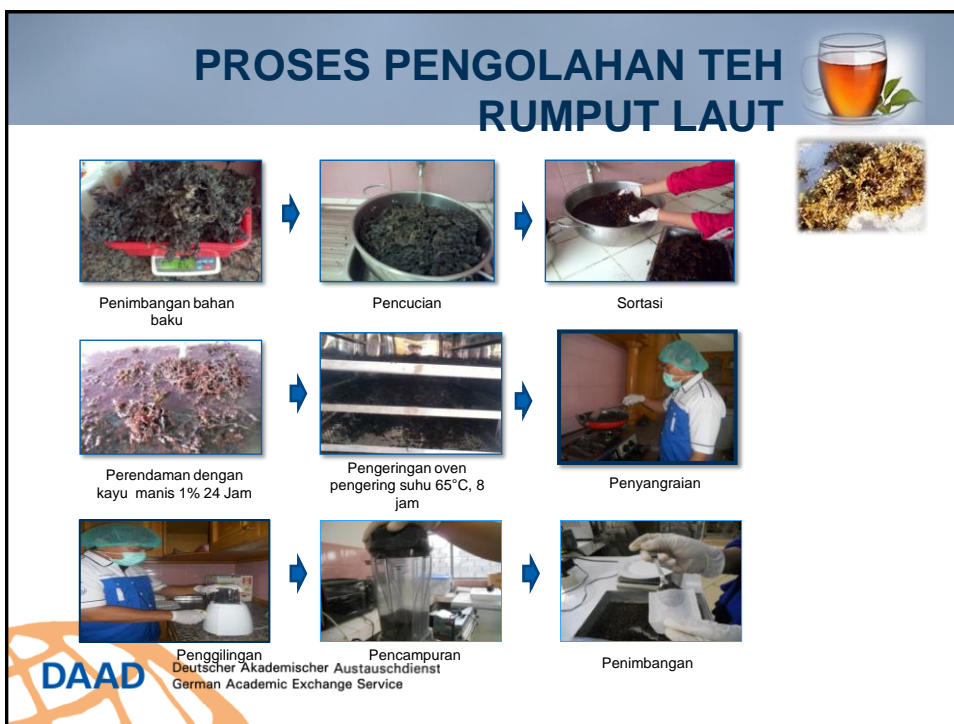 PROSES PENGOLAHAN TEH
RUMPUT LAUT
Penimbangan bahan
baku
Pencucian
Sortasi
Perendaman dengan
kayu manis 1% 24 Jam
Pengeringan oven
pengering suhu 65°C, 8
jam
Penyangraian
Penggilingan
Pencampuran
Penimbangan
DAAD
Deutscher Akademischer Austauschdienst
German Academic Exchange Service